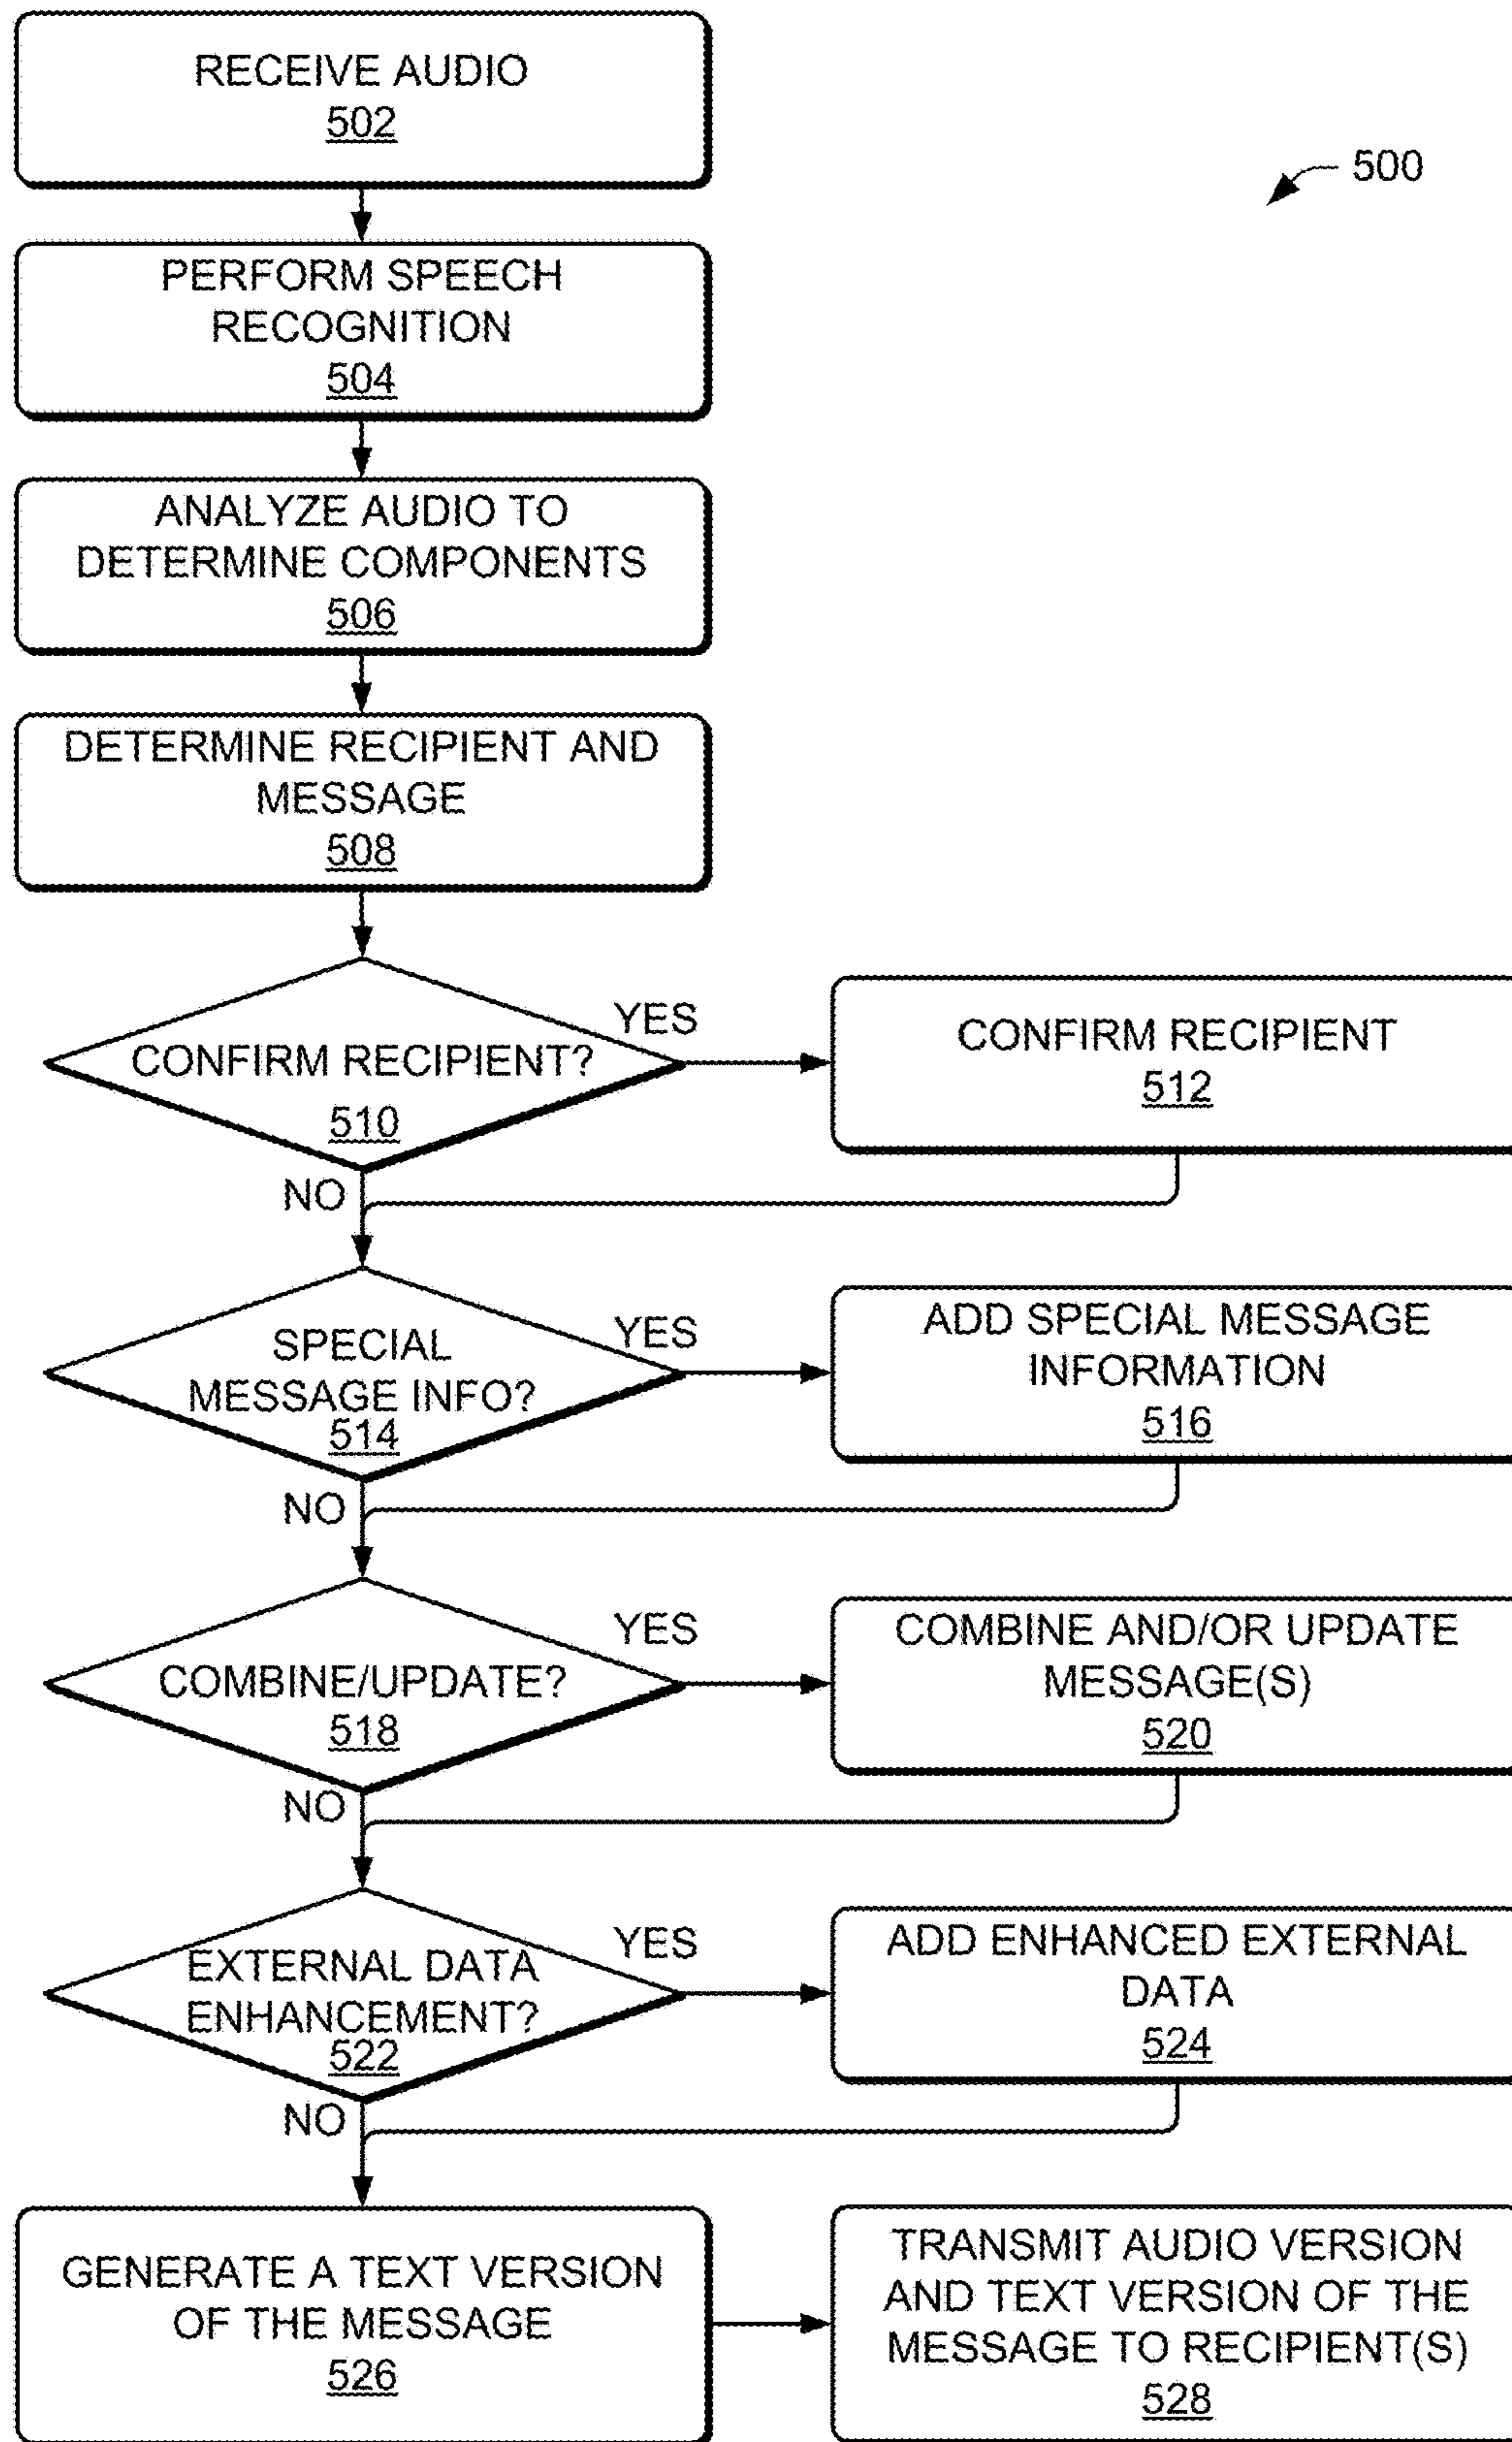 RECEIVE AUDIO
502
500
PERFORM SPEECH
RECOGNITION
504
ANALYZE AUDIO TO
DETERMINE COMPONENTS
506
DETERMINE RECIPIENT AND
MESSAGE
508
CONFIRM RECIPIENT?
510
YES
NO
CONFIRM RECIPIENT
512
SPECIAL
MESSAGE INFO?
514
YES
NO
ADD SPECIAL MESSAGE
INFORMATION
516
COMBINE/UPDATE?
518
YES
NO
COMBINE AND/OR UPDATE
MESSAGE(S)
520
EXTERNAL DATA
ENHANCEMENT?
522
YES
NO
ADD ENHANCED EXTERNAL
DATA
524
GENERATE A TEXT VERSION
OF THE MESSAGE
526
TRANSMIT AUDIO VERSION
AND TEXT VERSION OF THE
MESSAGE TO RECIPIENT(S)
528